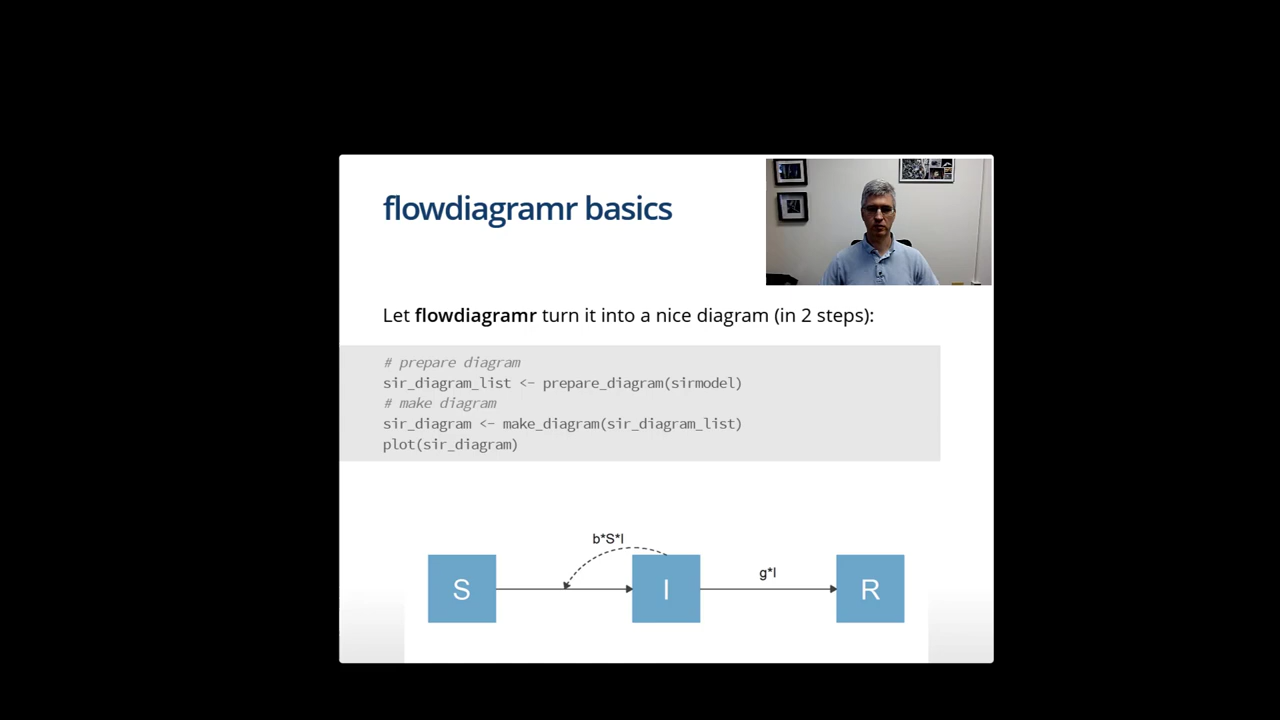 flowdiagramr basics
Let flowdiagramr turn it into a nice diagram (in 2 steps):
# prepare diagram
sir_diagram_list <- prepare_diagram(sirmodel)
# make diagram
sir_diagram <- make_diagram(sir_diagram_list)
plot(sir_diagram)
b*S*I
g*I
S
I
R